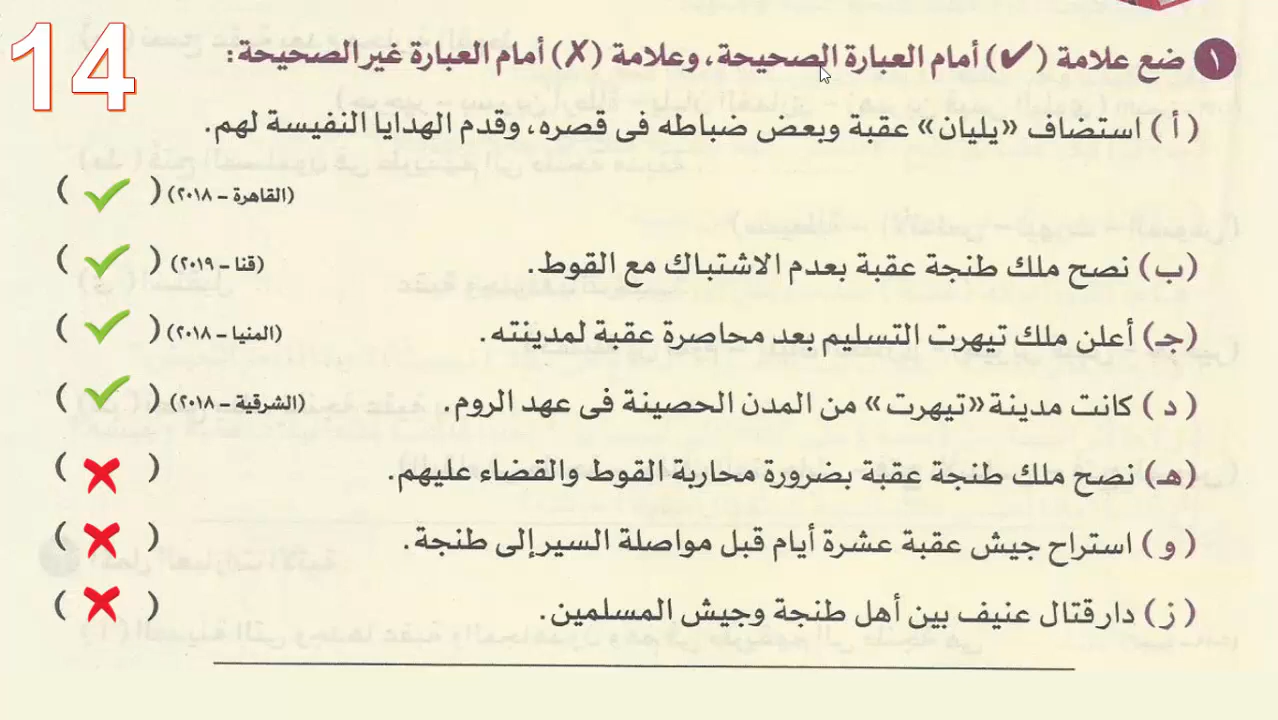 14
١ ضع علامة (✔) أمام العبارة الصحيحة، وعلامة (✗) أمام العبارة غير الصحيحة:
( أ ) استضاف «يليان» عقبة وبعض ضباطه فى قصره، وقدم الهدايا النفيسة لهم.
(القاهرة – ٢٠١٨) ( ✔ )
(ب) نصح ملك طنجة عقبة بعدم الاشتباك مع القوط. (قنا – ٢٠١٩) ( ✔ )
(جـ) أعلن ملك تيهرت التسليم بعد محاصرة عقبة لمدينته. (المنيا – ٢٠١٨) ( ✔ )
( د ) كانت مدينة «تيهرت» من المدن الحصينة فى عهد الروم. (الشرقية – ٢٠١٨) ( ✔ )
(هـ) نصح ملك طنجة عقبة بضرورة محاربة القوط والقضاء عليهم. ( ✗ )
( و ) استراح جيش عقبة عشرة أيام قبل مواصلة السير إلى طنجة. ( ✗ )
( ز ) دار قتال عنيف بين أهل طنجة وجيش المسلمين. ( ✗ )